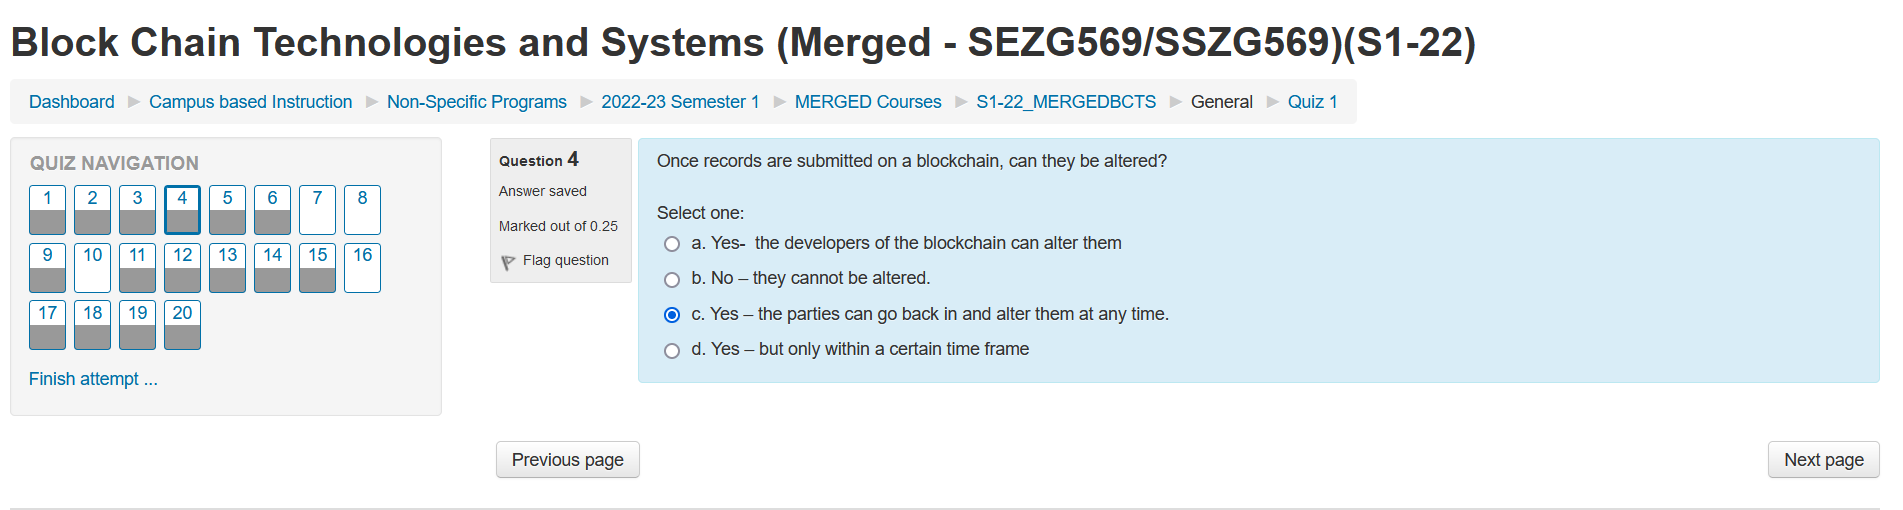 Block Chain Technologies and Systems (Merged - SEZG569/SSZG569)(S1-22)
Dashboard ▶ Campus based Instruction ▶ Non-Specific Programs ▶ 2022-23 Semester 1 ▶ MERGED Courses ▶ S1-22_MERGEDBCTS ▶ General ▶ Quiz 1
QUIZ NAVIGATION
1 2 3 4 5 6 7 8
9 10 11 12 13 14 15 16
17 18 19 20
Finish attempt ...
Question 4
Answer saved
Marked out of 0.25
Flag question
Once records are submitted on a blockchain, can they be altered?
Select one:
a. Yes-  the developers of the blockchain can alter them
b. No – they cannot be altered.
c. Yes – the parties can go back in and alter them at any time.
d. Yes – but only within a certain time frame
Previous page
Next page